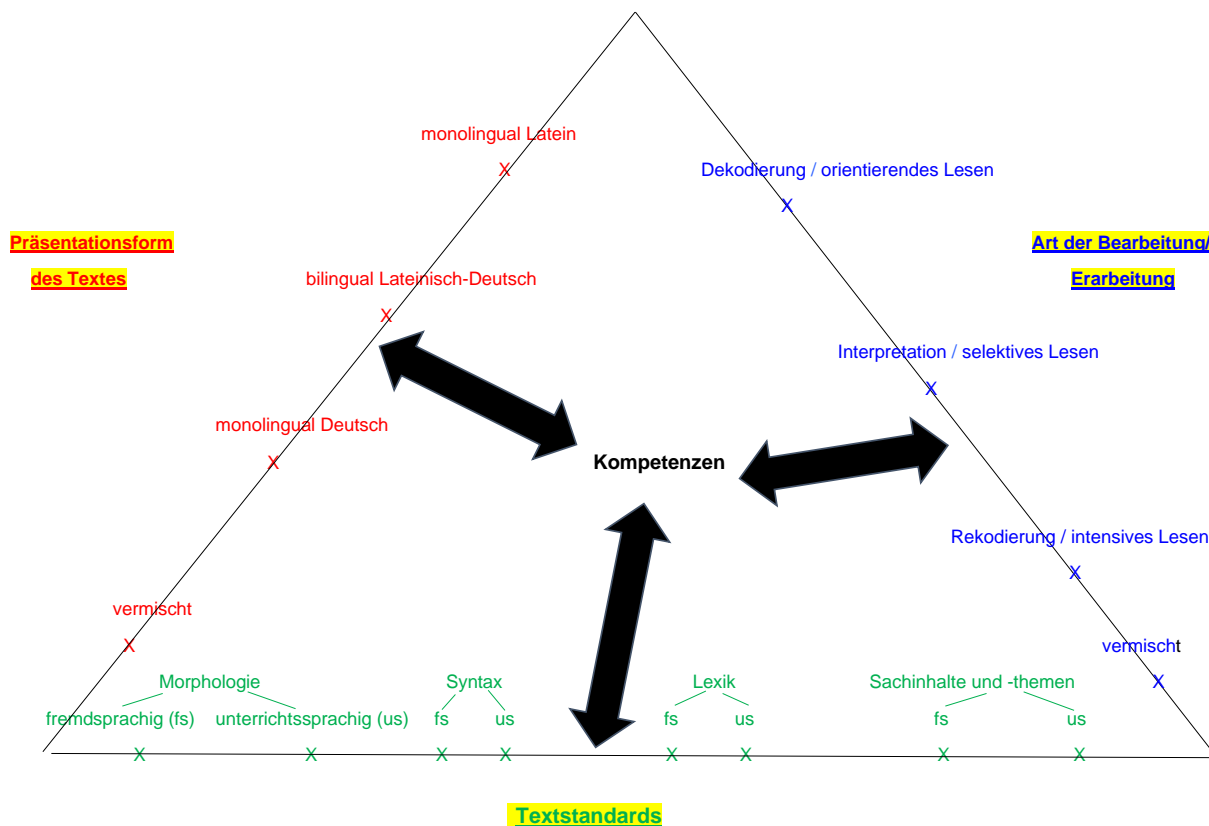 monolingual Latein
X
Dekodierung / orientierendes Lesen
X
Präsentationsform
des Textes
Art der Bearbeitung/
Erarbeitung
bilingual Lateinisch-Deutsch
X
Interpretation / selektives Lesen
X
monolingual Deutsch
X
Kompetenzen
Rekodierung / intensives Lesen
X
vermischt
X
vermischt
X
Morphologie Syntax Lexik Sachinhalte und -themen
fremdsprachig (fs) unterrichtssprachig (us) fs us fs us fs us
X X X X X X X X
Textstandards